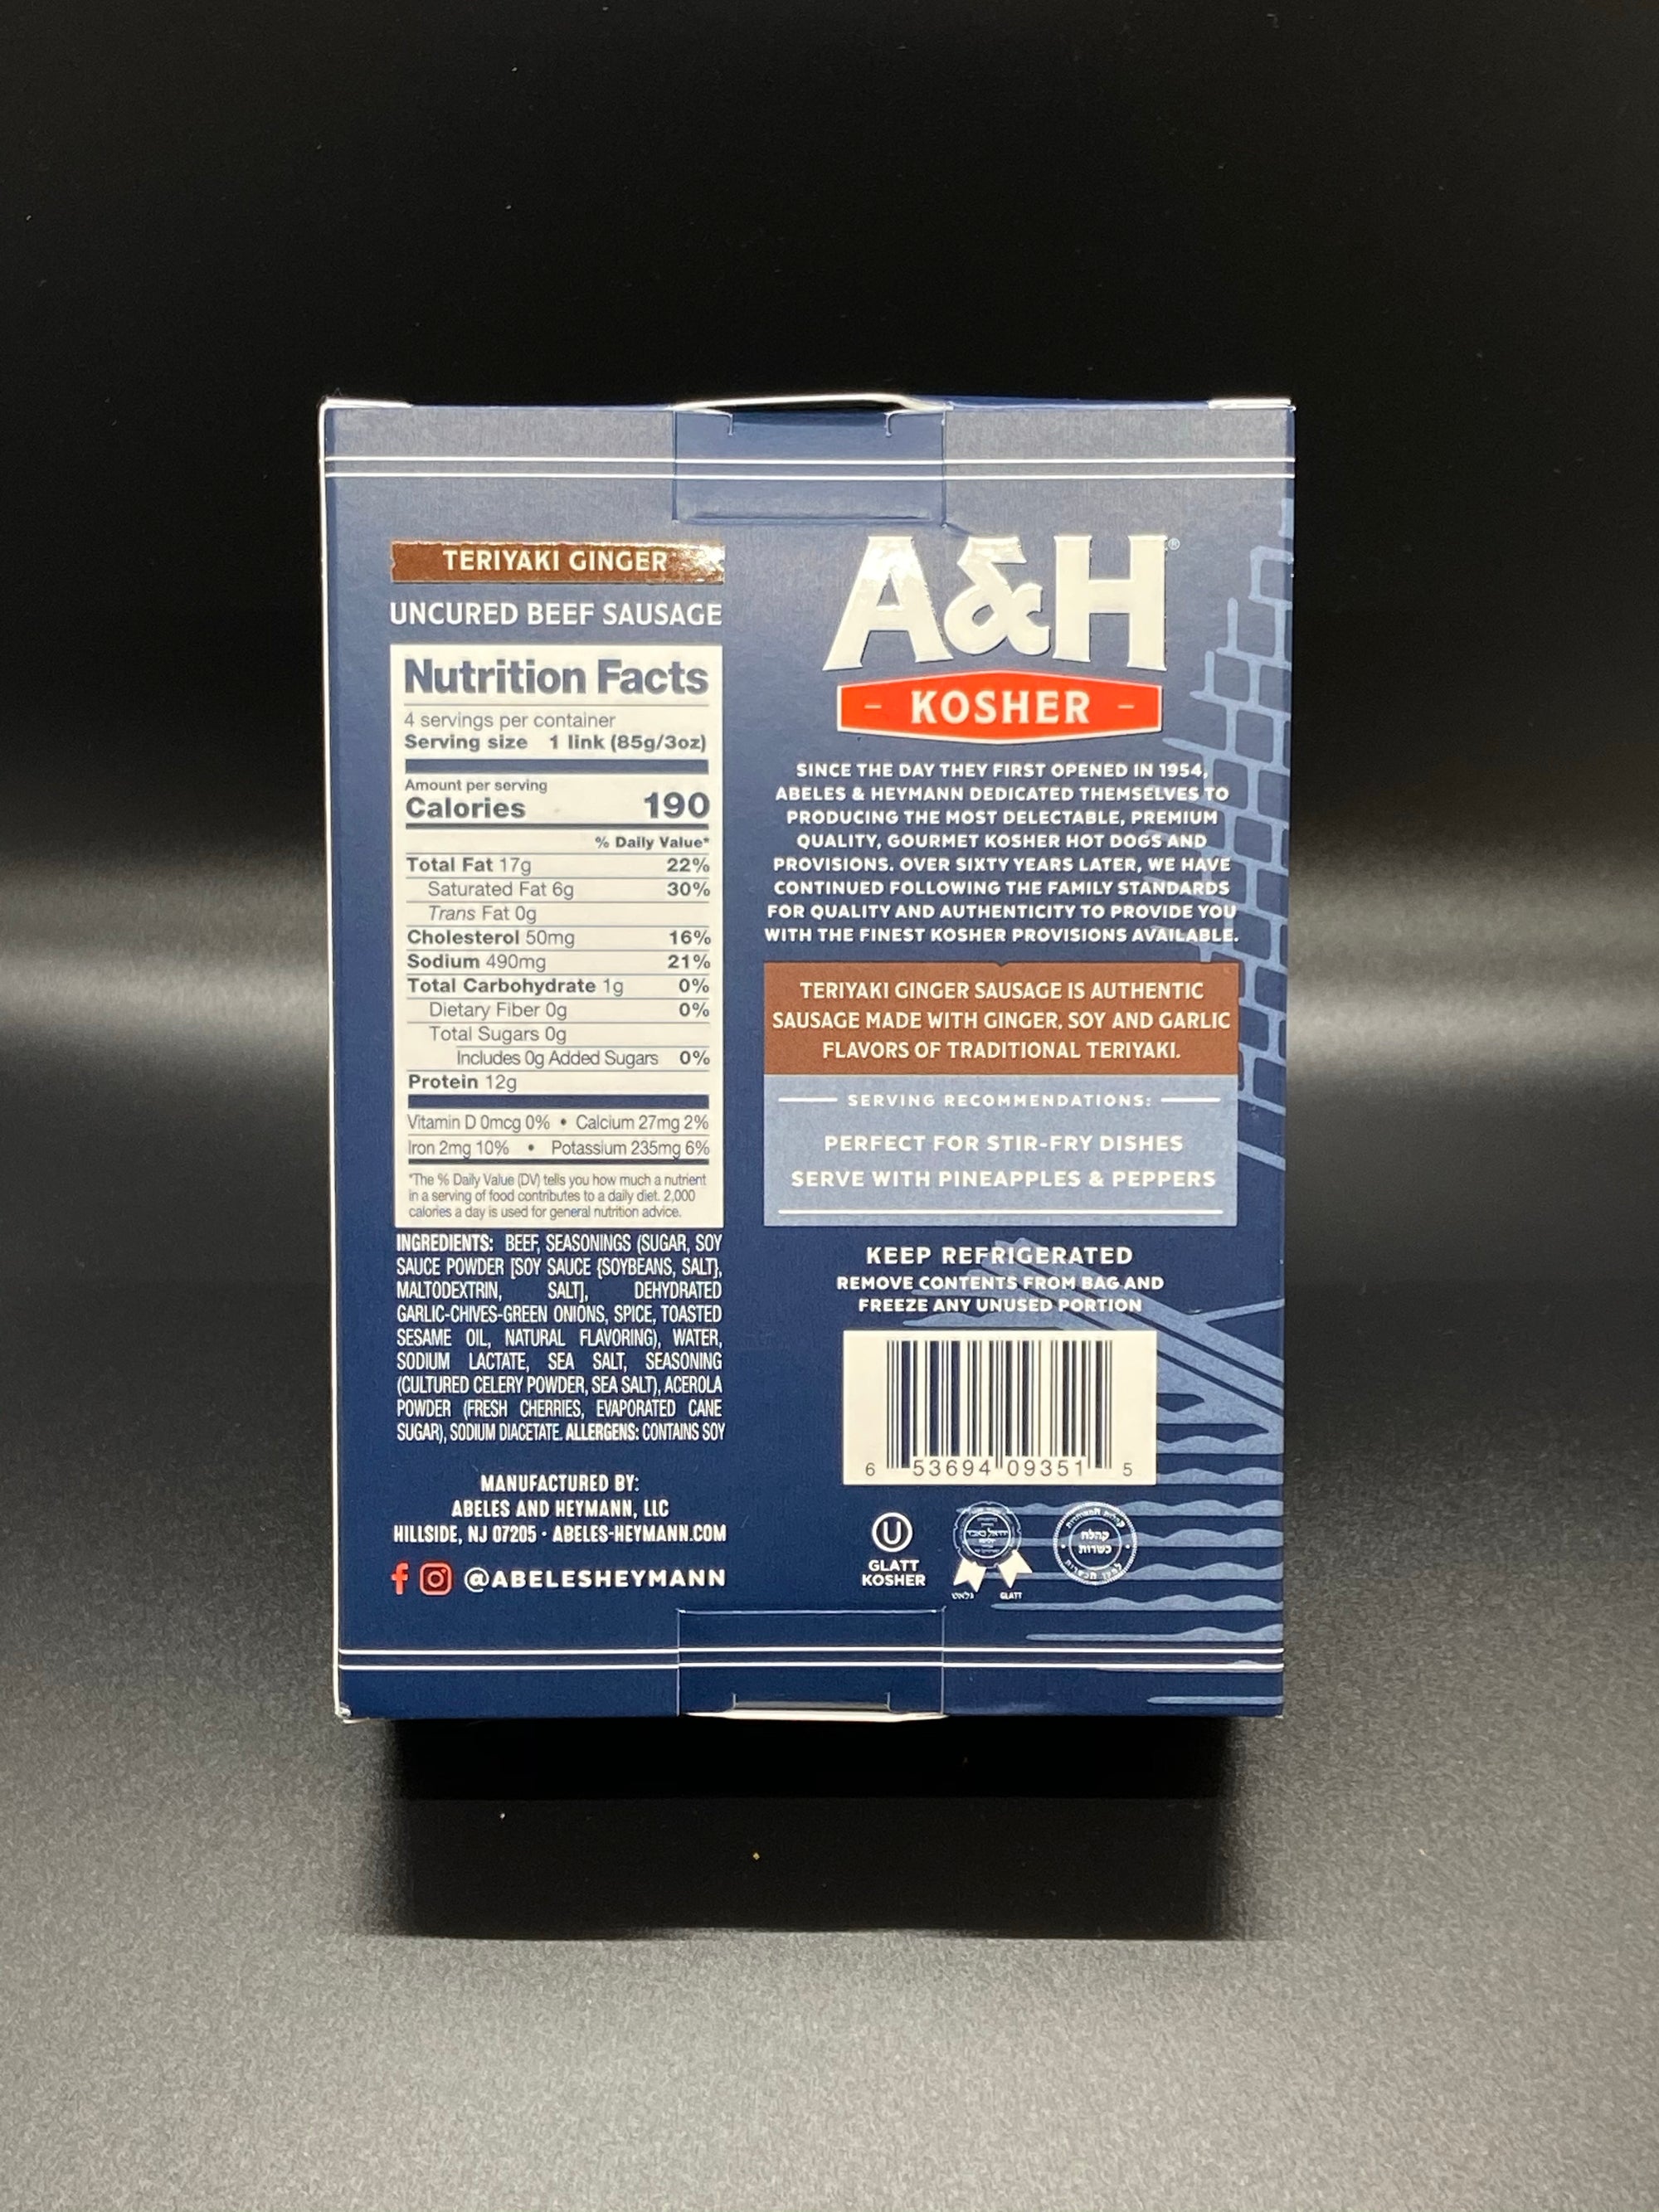 TERIYAKI GINGER
UNCURED BEEF SAUSAGE
Nutrition Facts
4 servings per container
Serving size 1 link (85g/3oz)
Amount per serving
Calories 190
% Daily Value*
Total Fat 17g 22%
Saturated Fat 6g 30%
Trans Fat 0g
Cholesterol 50mg 16%
Sodium 490mg 21%
Total Carbohydrate 1g 0%
Dietary Fiber 0g 0%
Total Sugars 0g
Includes 0g Added Sugars 0%
Protein 12g
Vitamin D 0mcg 0% • Calcium 27mg 2%
Iron 2mg 10% • Potassium 235mg 6%
*The % Daily Value (DV) tells you how much a nutrient
in a serving of food contributes to a daily diet. 2,000
calories a day is used for general nutrition advice.
INGREDIENTS: BEEF, SEASONINGS (SUGAR, SOY
SAUCE POWDER [SOY SAUCE {SOYBEANS, SALT},
MALTODEXTRIN, SALT], DEHYDRATED
GARLIC-CHIVES-GREEN ONIONS, SPICE, TOASTED
SESAME OIL, NATURAL FLAVORING), WATER,
SODIUM LACTATE, SEA SALT, SEASONING
(CULTURED CELERY POWDER, SEA SALT), ACEROLA
POWDER (FRESH CHERRIES, EVAPORATED CANE
SUGAR), SODIUM DIACETATE. ALLERGENS: CONTAINS SOY
MANUFACTURED BY:
ABELES AND HEYMANN, LLC
HILLSIDE, NJ 07205 • ABELES-HEYMANN.COM
@ABELESHEYMANN
A&H®
- KOSHER -
SINCE THE DAY THEY FIRST OPENED IN 1954,
ABELES & HEYMANN DEDICATED THEMSELVES TO
PRODUCING THE MOST DELECTABLE, PREMIUM
QUALITY, GOURMET KOSHER HOT DOGS AND
PROVISIONS. OVER SIXTY YEARS LATER, WE HAVE
CONTINUED FOLLOWING THE FAMILY STANDARDS
FOR QUALITY AND AUTHENTICITY TO PROVIDE YOU
WITH THE FINEST KOSHER PROVISIONS AVAILABLE.
TERIYAKI GINGER SAUSAGE IS AUTHENTIC
SAUSAGE MADE WITH GINGER, SOY AND GARLIC
FLAVORS OF TRADITIONAL TERIYAKI.
SERVING RECOMMENDATIONS:
PERFECT FOR STIR-FRY DISHES
SERVE WITH PINEAPPLES & PEPPERS
KEEP REFRIGERATED
REMOVE CONTENTS FROM BAG AND
FREEZE ANY UNUSED PORTION
6 53694 09351 5
U
GLATT
KOSHER
גלאט GLATT
קהלה
כשרות